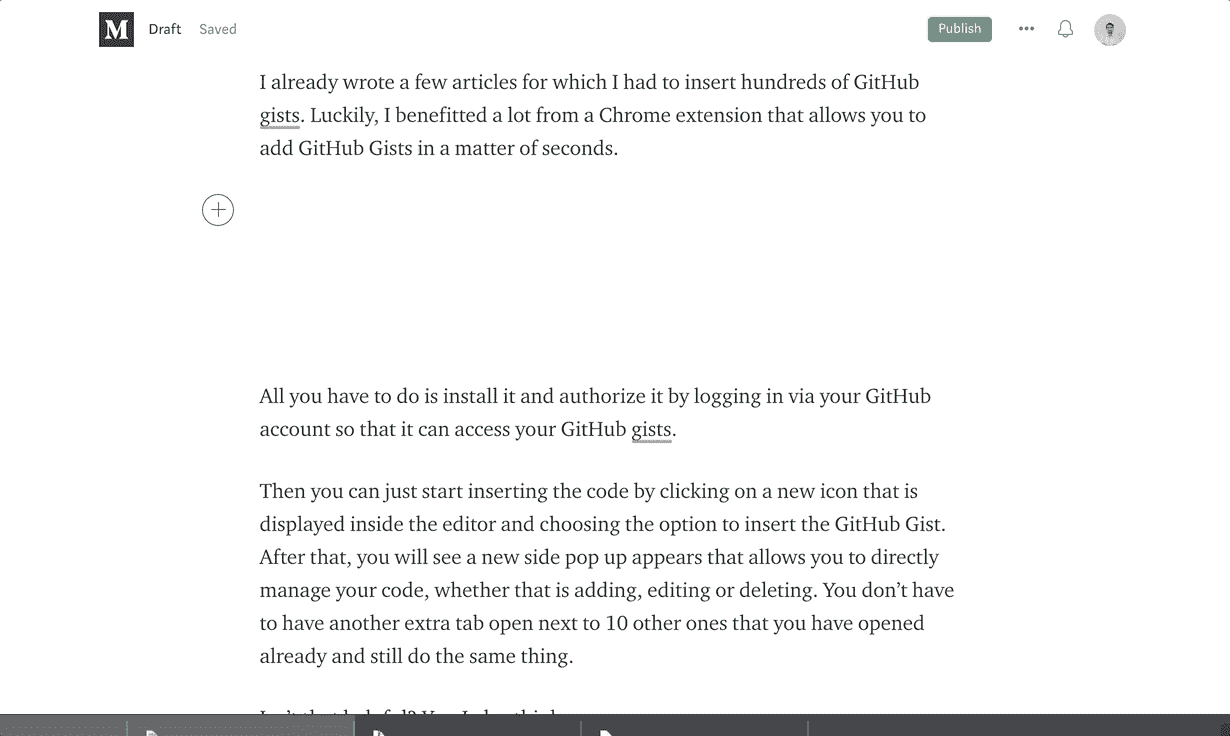 M Draft Saved Publish
I already wrote a few articles for which I had to insert hundreds of GitHub
gists. Luckily, I benefitted a lot from a Chrome extension that allows you to
add GitHub Gists in a matter of seconds.
All you have to do is install it and authorize it by logging in via your GitHub
account so that it can access your GitHub gists.
Then you can just start inserting the code by clicking on a new icon that is
displayed inside the editor and choosing the option to insert the GitHub Gist.
After that, you will see a new side pop up appears that allows you to directly
manage your code, whether that is adding, editing or deleting. You don’t have
to have another extra tab open next to 10 other ones that you have opened
already and still do the same thing.